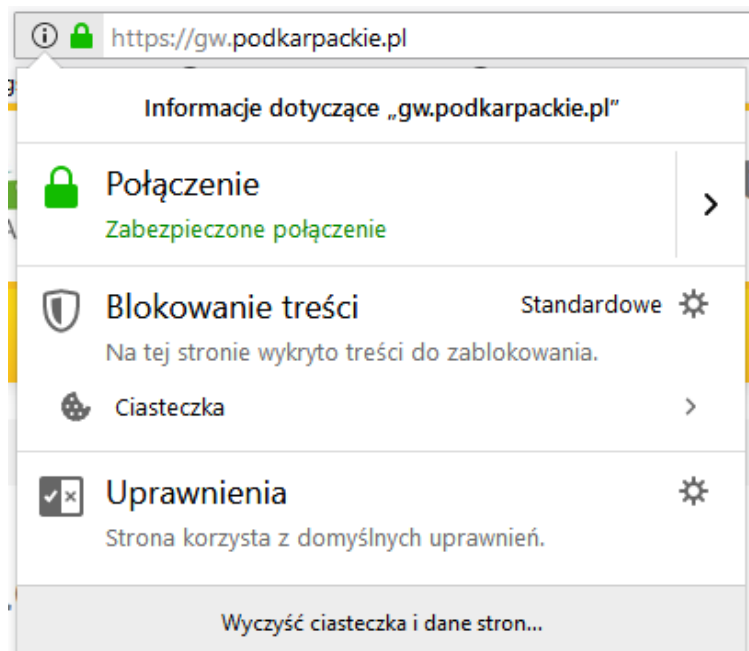 https://gw.podkarpackie.pl
Informacje dotyczące „gw.podkarpackie.pl”
Połączenie
Zabezpieczone połączenie
Blokowanie treści Standardowe
Na tej stronie wykryto treści do zablokowania.
Ciasteczka
Uprawnienia
Strona korzysta z domyślnych uprawnień.
Wyczyść ciasteczka i dane stron...